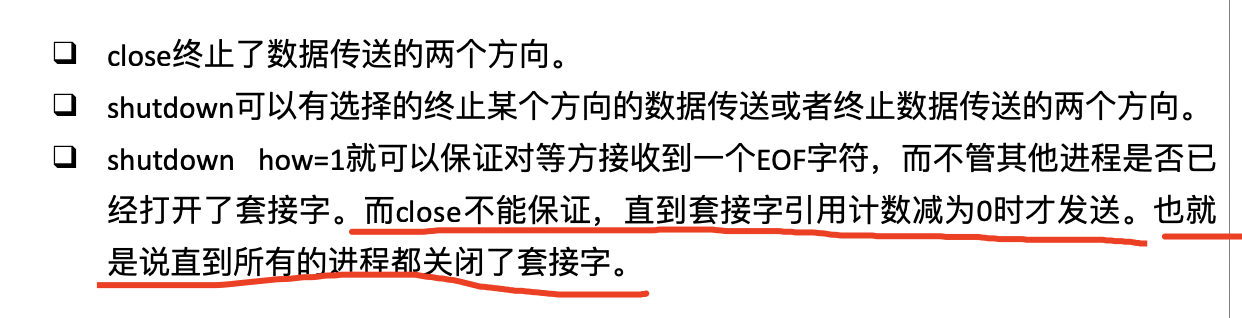 ❑ close终止了数据传送的两个方向。
❑ shutdown可以有选择的终止某个方向的数据传送或者终止数据传送的两个方向。
❑ shutdown how=1就可以保证对等方接收到一个EOF字符，而不管其他进程是否已
经打开了套接字。而close不能保证，直到套接字引用计数减为0时才发送。也就
是说直到所有的进程都关闭了套接字。